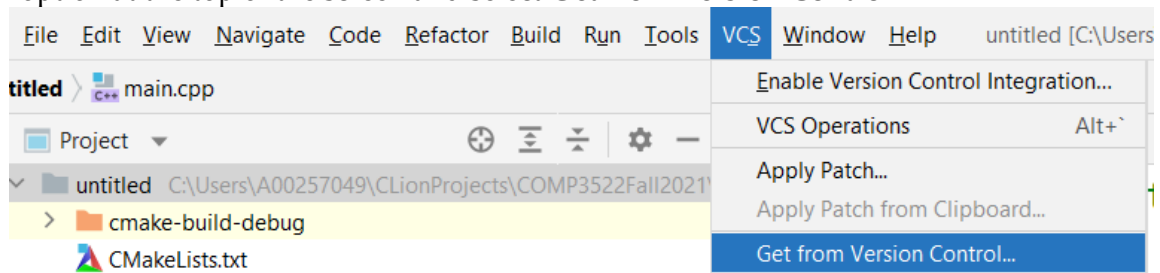 File Edit View Navigate Code Refactor Build Run Tools VCS Window Help untitled [C:\Users
titled main.cpp
Enable Version Control Integration...
Project
VCS Operations Alt+`
untitled C:\Users\A00257049\CLionProjects\COMP3522Fall2021\
Apply Patch...
cmake-build-debug
Apply Patch from Clipboard...
CMakeLists.txt
Get from Version Control...